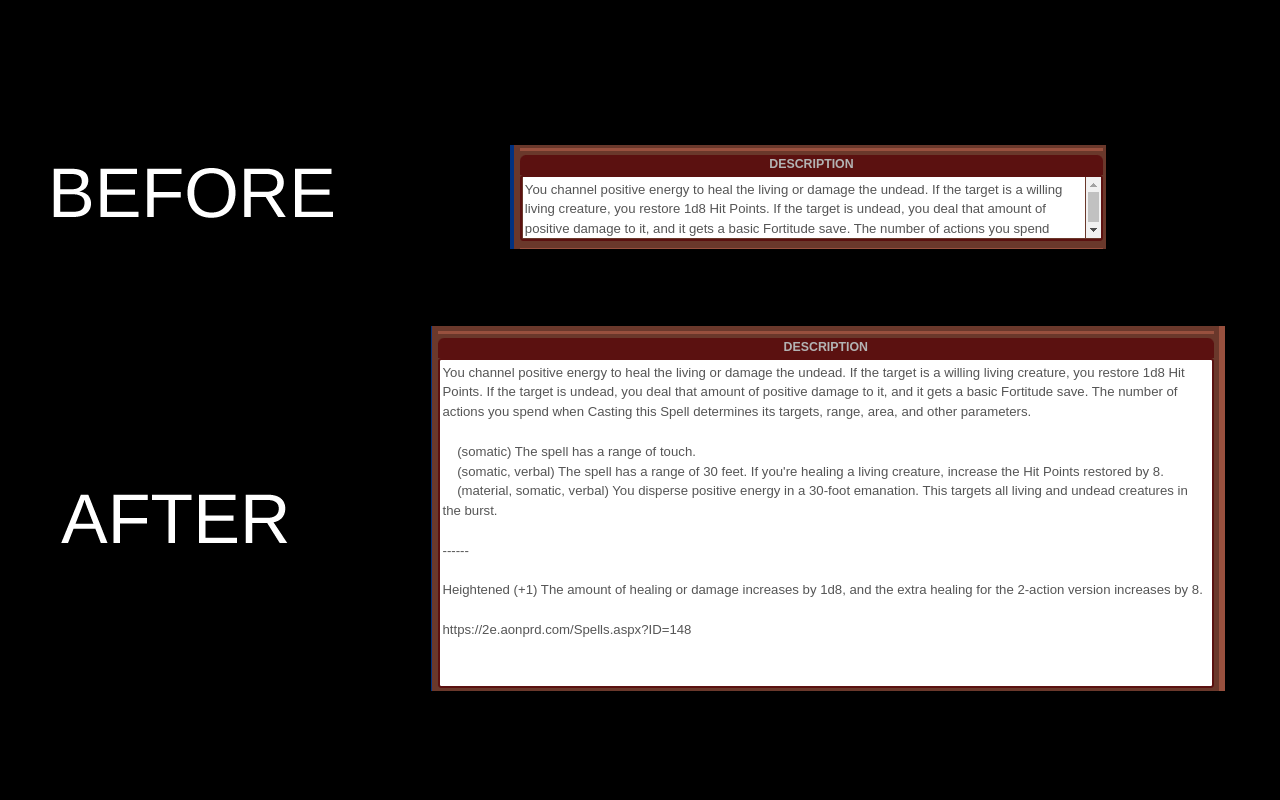 BEFORE
DESCRIPTION
You channel positive energy to heal the living or damage the undead. If the target is a willing
living creature, you restore 1d8 Hit Points. If the target is undead, you deal that amount of
positive damage to it, and it gets a basic Fortitude save. The number of actions you spend
AFTER
DESCRIPTION
You channel positive energy to heal the living or damage the undead. If the target is a willing living creature, you restore 1d8 Hit
Points. If the target is undead, you deal that amount of positive damage to it, and it gets a basic Fortitude save. The number of
actions you spend when Casting this Spell determines its targets, range, area, and other parameters.
(somatic) The spell has a range of touch.
(somatic, verbal) The spell has a range of 30 feet. If you're healing a living creature, increase the Hit Points restored by 8.
(material, somatic, verbal) You disperse positive energy in a 30-foot emanation. This targets all living and undead creatures in
the burst.
------
Heightened (+1) The amount of healing or damage increases by 1d8, and the extra healing for the 2-action version increases by 8.
https://2e.aonprd.com/Spells.aspx?ID=148